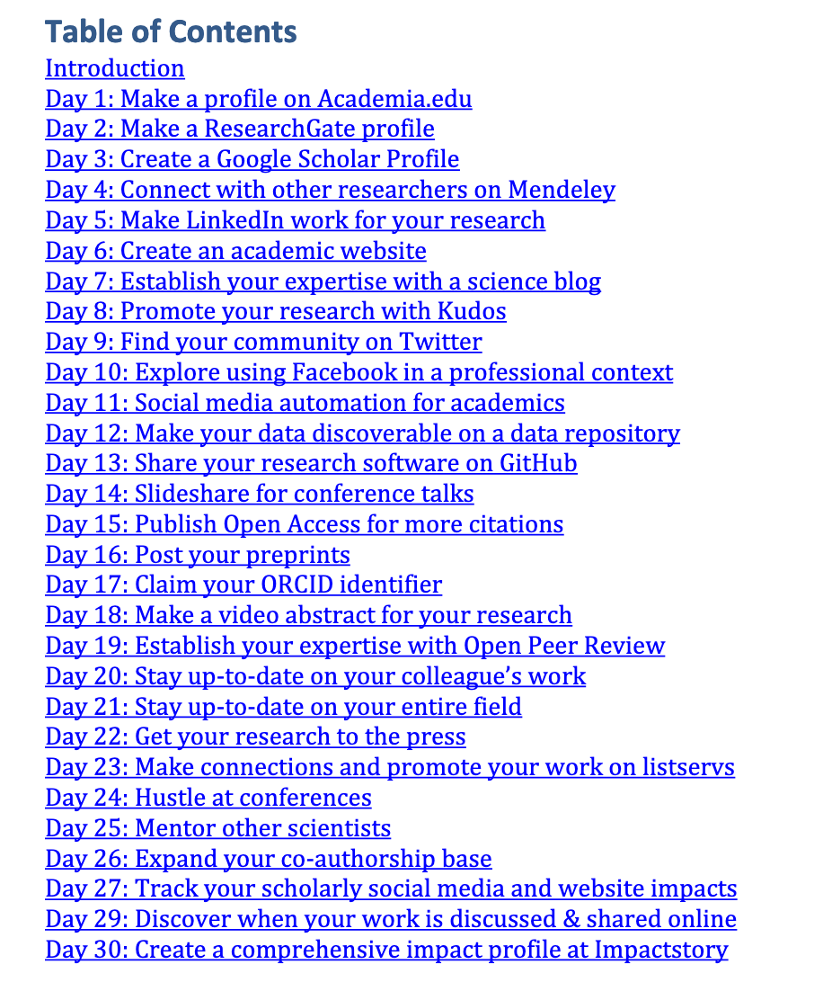 Table of Contents
Introduction
Day 1: Make a profile on Academia.edu
Day 2: Make a ResearchGate profile
Day 3: Create a Google Scholar Profile
Day 4: Connect with other researchers on Mendeley
Day 5: Make LinkedIn work for your research
Day 6: Create an academic website
Day 7: Establish your expertise with a science blog
Day 8: Promote your research with Kudos
Day 9: Find your community on Twitter
Day 10: Explore using Facebook in a professional context
Day 11: Social media automation for academics
Day 12: Make your data discoverable on a data repository
Day 13: Share your research software on GitHub
Day 14: Slideshare for conference talks
Day 15: Publish Open Access for more citations
Day 16: Post your preprints
Day 17: Claim your ORCID identifier
Day 18: Make a video abstract for your research
Day 19: Establish your expertise with Open Peer Review
Day 20: Stay up-to-date on your colleague’s work
Day 21: Stay up-to-date on your entire field
Day 22: Get your research to the press
Day 23: Make connections and promote your work on listservs
Day 24: Hustle at conferences
Day 25: Mentor other scientists
Day 26: Expand your co-authorship base
Day 27: Track your scholarly social media and website impacts
Day 29: Discover when your work is discussed & shared online
Day 30: Create a comprehensive impact profile at Impactstory